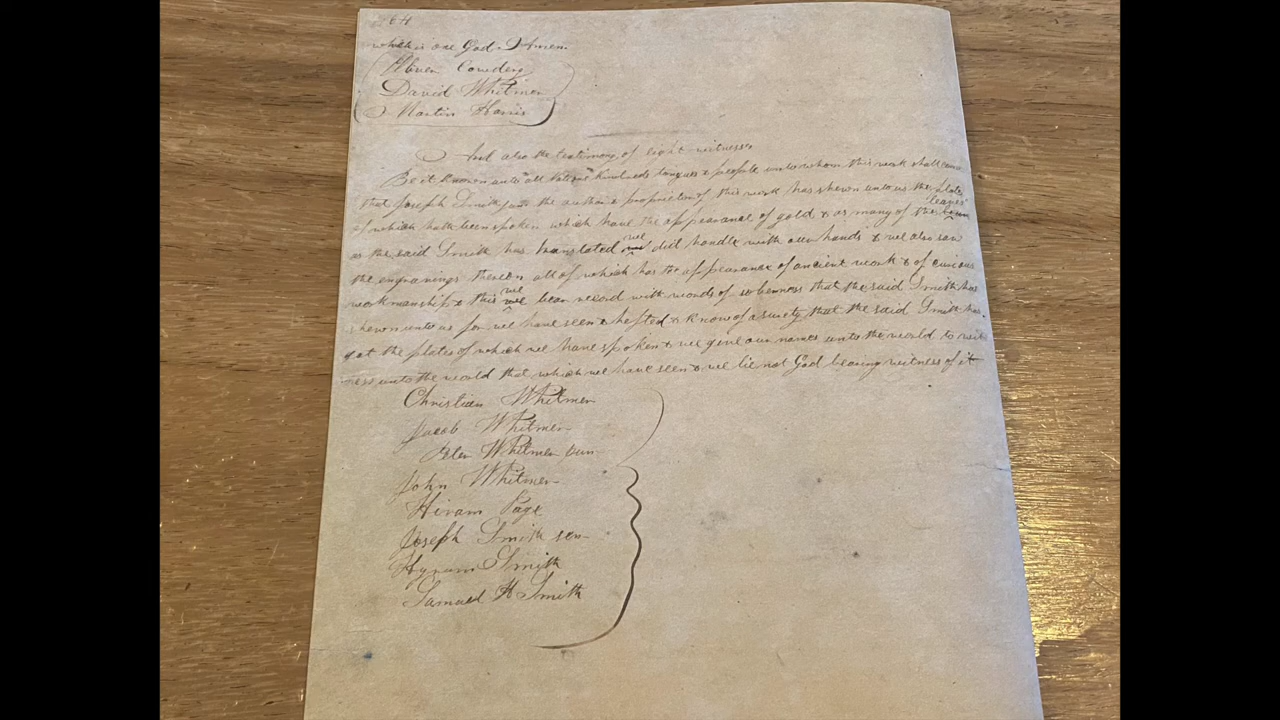 464
which is one God Amen.
Oliver Cowdery
David Whitmer
Martin Harris
And also the testimony of eight witnesses
Be it known unto all Nations Kindreds tongues & people unto whom this work shall come
that Joseph Smith jun the author & proprietor of this work has shewn unto us the plates
leaves
of which hath been spoken which have the appearance of gold & as many of the
we
as the said Smith has translated did handle with our hands & we also saw
the engravings thereon all of which has the appearance of ancient work & of curious
we
workmanship & this we bear record with words of soberness that the said Smith has
shewn unto us for we have seen & hefted & know of a surety that the said Smith has
got the plates of which we have spoken & we give our names unto the world to wit
ness unto the world that which we have seen & we lie not God bearing witness of it
Christian Whitmer
Jacob Whitmer
Peter Whitmer Jun
John Whitmer
Hiram Page
Joseph Smith sen
Hyrum Smith
Samuel H Smith